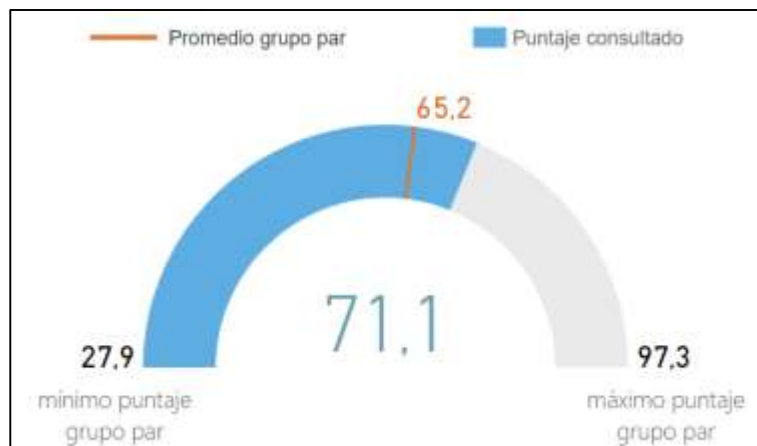 Promedio grupo par
Puntaje consultado
65,2
71,1
27,9
97,3
mínimo puntaje
grupo par
máximo puntaje
grupo par